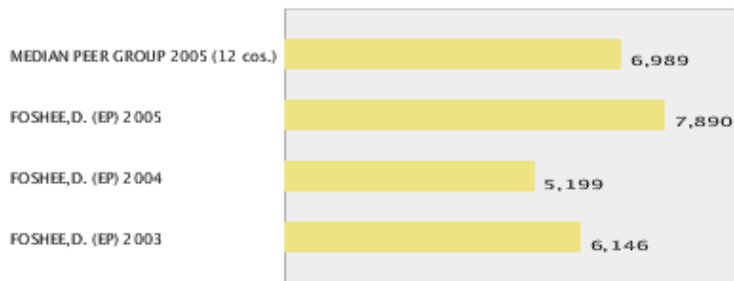 MEDIAN PEER GROUP 2005 (12 cos.) 6,989
FOSHEE,D. (EP) 2005 7,890
FOSHEE,D. (EP) 2004 5,199
FOSHEE,D. (EP) 2003 6,146